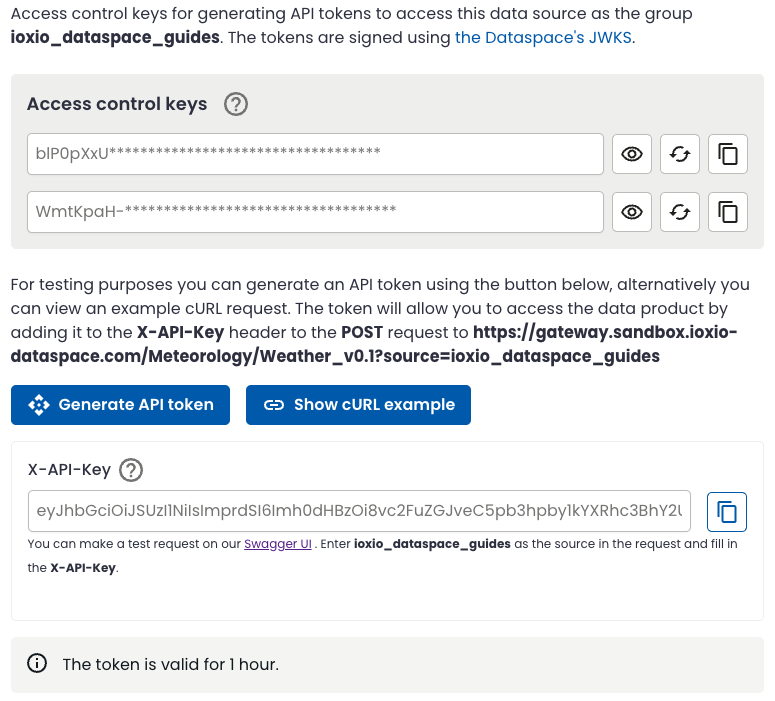 Access control keys for generating API tokens to access this data source as the group
ioxio_dataspace_guides. The tokens are signed using the Dataspace's JWKS.
Access control keys
blP0pXxU***********************************
WmtKpaH-***********************************
For testing purposes you can generate an API token using the button below, alternatively you
can view an example cURL request. The token will allow you to access the data product by
adding it to the X-API-Key header to the POST request to https://gateway.sandbox.ioxio-
dataspace.com/Meteorology/Weather_v0.1?source=ioxio_dataspace_guides
Generate API token
Show cURL example
X-API-Key
eyJhbGciOiJSUzI1NiIsImprdSI6Imh0dHBzOi8vc2FuZGJveC5pb3hpby1kYXRhc3BhY2U
You can make a test request on our Swagger UI . Enter ioxio_dataspace_guides as the source in the request and fill in
the X-API-Key.
The token is valid for 1 hour.